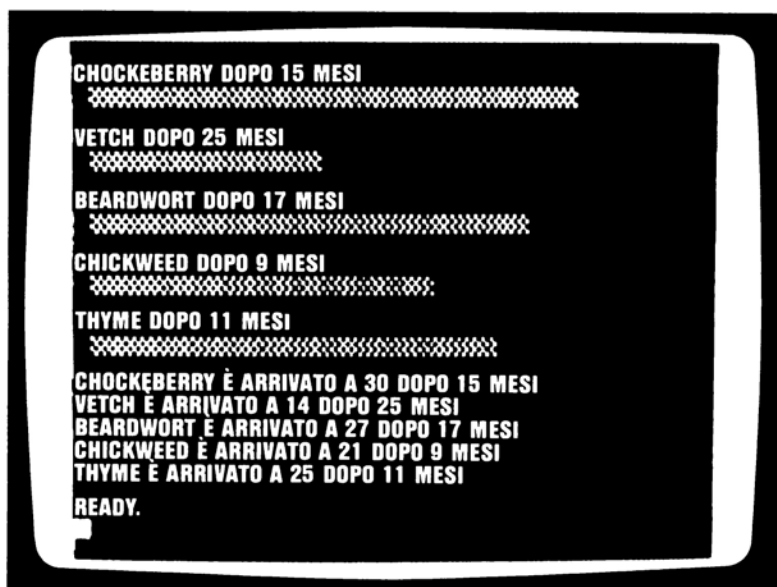 CHOCKEBERRY DOPO 15 MESI
VETCH DOPO 25 MESI
BEARDWORT DOPO 17 MESI
CHICKWEED DOPO 9 MESI
THYME DOPO 11 MESI
CHOCKEBERRY È ARRIVATO A 30 DOPO 15 MESI
VETCH È ARRIVATO A 14 DOPO 25 MESI
BEARDWORT È ARRIVATO A 27 DOPO 17 MESI
CHICKWEED È ARRIVATO A 21 DOPO 9 MESI
THYME È ARRIVATO A 25 DOPO 11 MESI
READY.